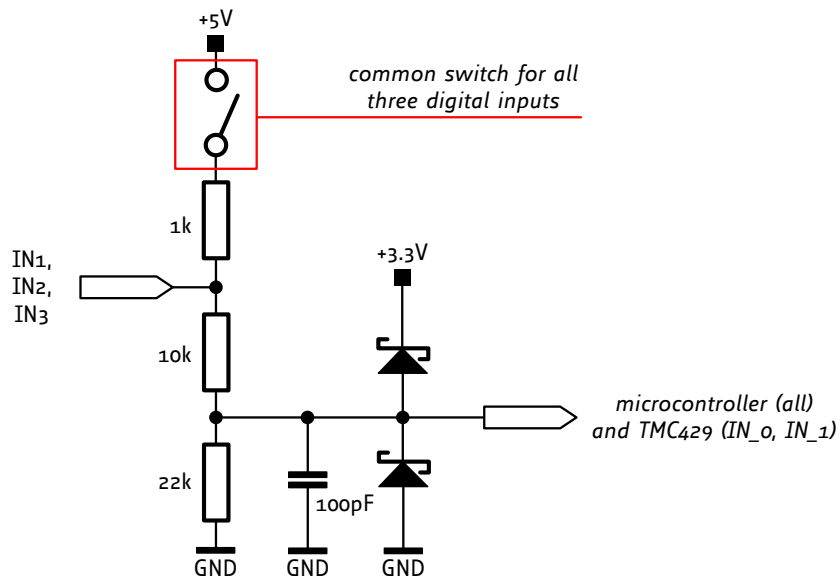 +5V
common switch for all
three digital inputs
1k
IN1,
IN2,
IN3
+3.3V
10k
microcontroller (all)
and TMC429 (IN_0, IN_1)
22k
100pF
GND
GND
GND